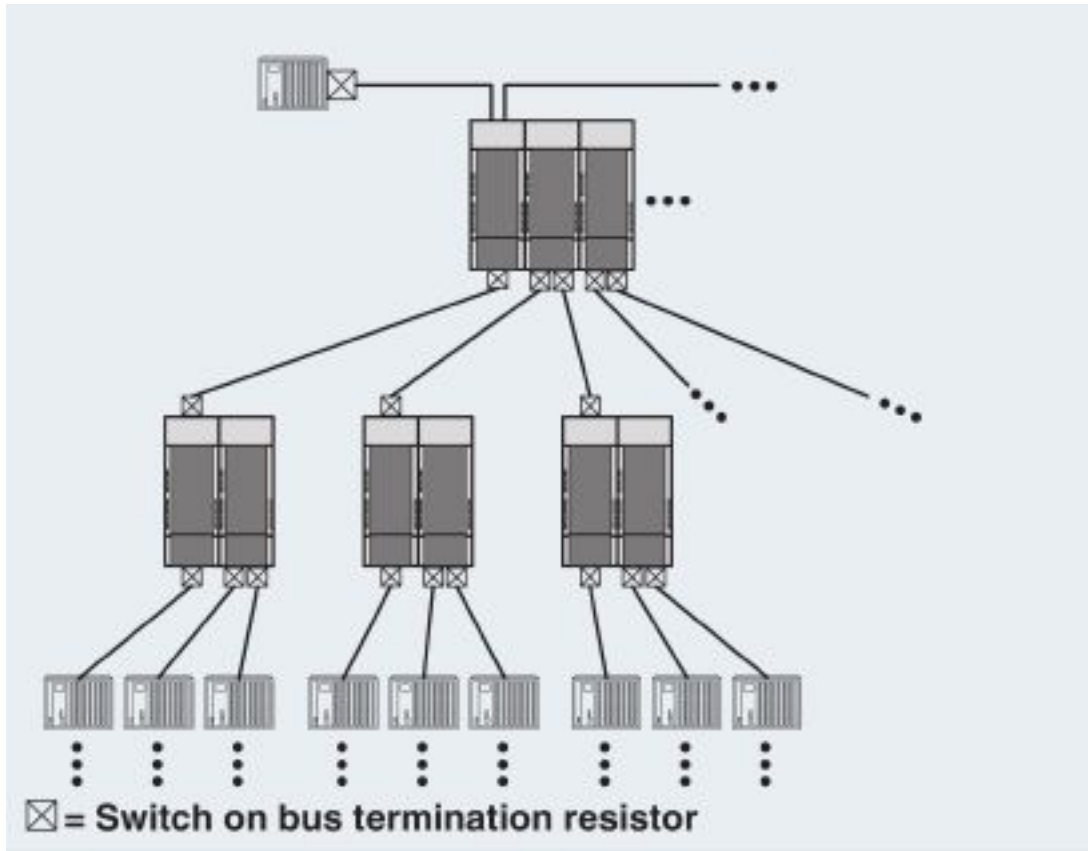 = Switch on bus termination resistor